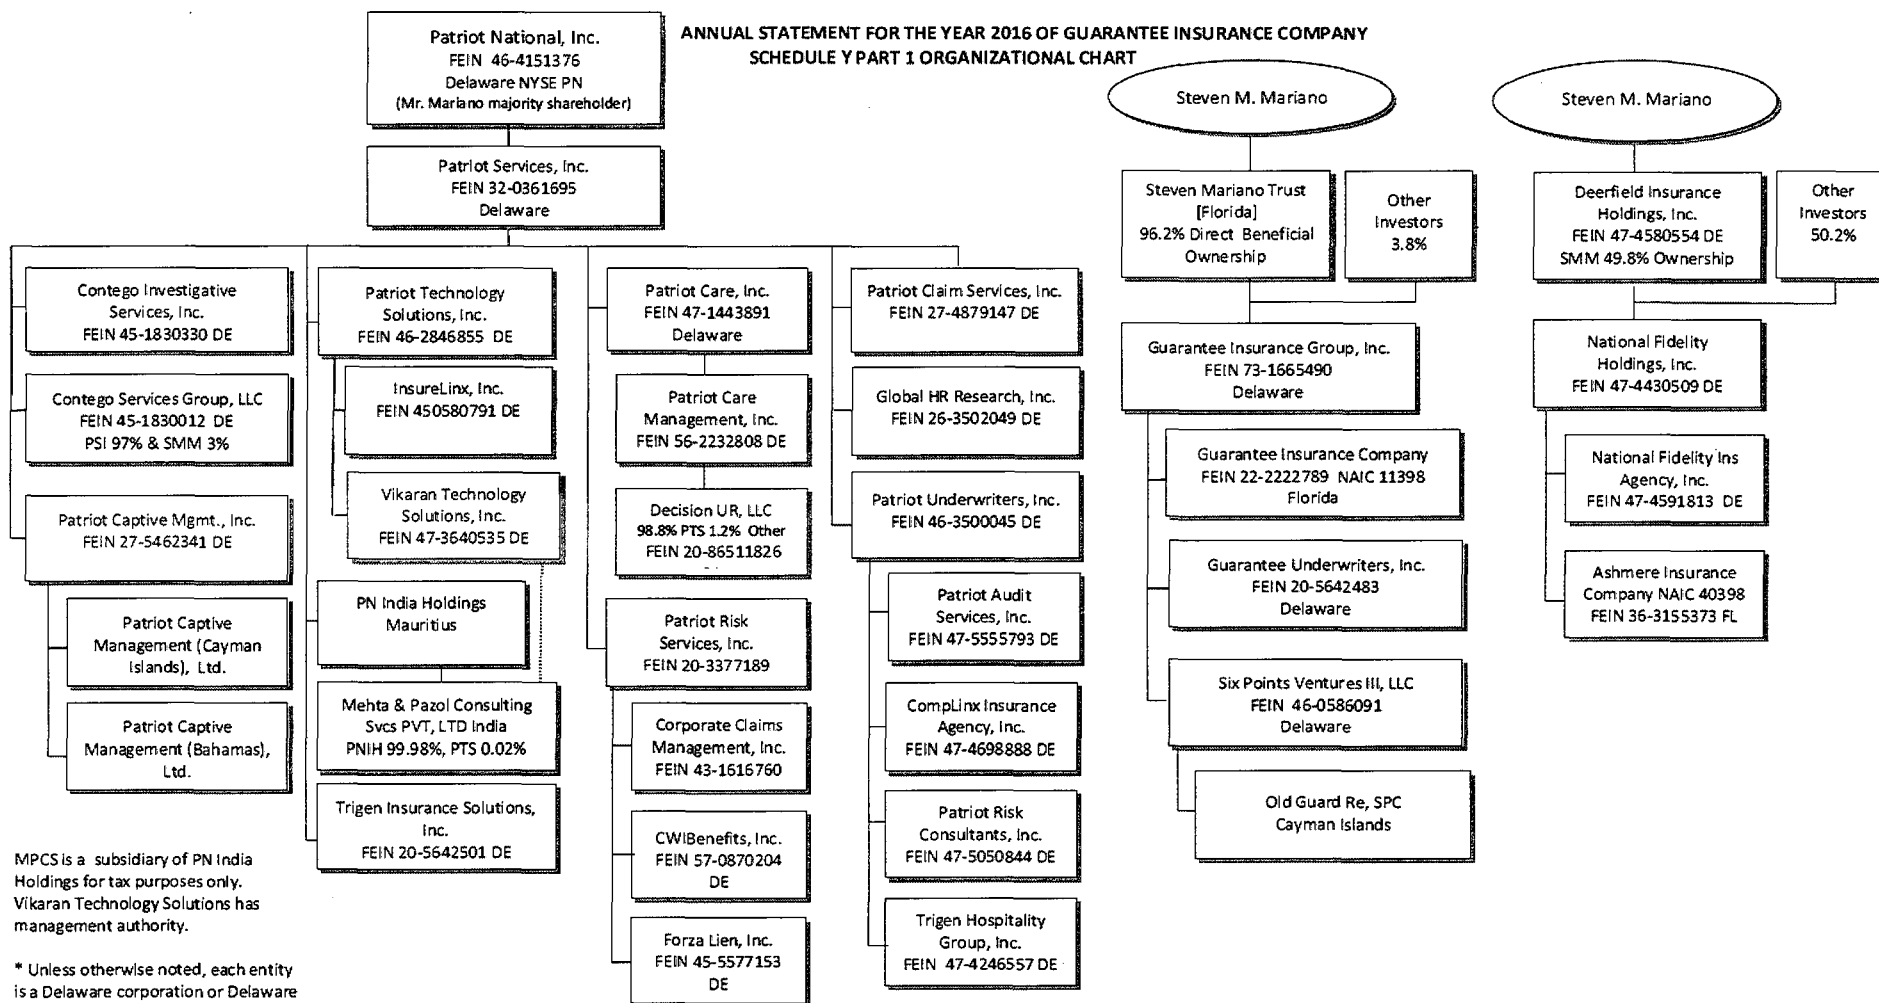 ANNUAL STATEMENT FOR THE YEAR 2016 OF GUARANTEE INSURANCE COMPANY
SCHEDULE Y PART 1 ORGANIZATIONAL CHART
Patriot National, Inc.
FEIN 46-4151376
Delaware NYSE PN
(Mr. Mariano majority shareholder)
Patriot Services, Inc.
FEIN 32-0361695
Delaware
Contego Investigative
Services, Inc.
FEIN 45-1830330 DE
Contego Services Group, LLC
FEIN 45-1830012 DE
PSI 97% & SMM 3%
Patriot Captive Mgmt., Inc.
FEIN 27-5462341 DE
Patriot Captive
Management (Cayman
Islands), Ltd.
Patriot Captive
Management (Bahamas),
Ltd.
Patriot Technology
Solutions, Inc.
FEIN 46-2846855 DE
InsureLinx, Inc.
FEIN 450580791 DE
Vikaran Technology
Solutions, Inc.
FEIN 47-3640535 DE
PN India Holdings
Mauritius
Mehta & Pazol Consulting
Svcs PVT, LTD India
PNIH 99.98%, PTS 0.02%
Trigen Insurance Solutions,
Inc.
FEIN 20-5642501 DE
Patriot Care, Inc.
FEIN 47-1443891
Delaware
Patriot Care
Management, Inc.
FEIN 56-2232808 DE
Decision UR, LLC
98.8% PTS 1.2% Other
FEIN 20-86511826
Patriot Risk
Services, Inc.
FEIN 20-3377189
Corporate Claims
Management, Inc.
FEIN 43-1616760
CWIBenefits, Inc.
FEIN 57-0870204
DE
Forza Lien, Inc.
FEIN 45-5577153
DE
Patriot Claim Services, Inc.
FEIN 27-4879147 DE
Global HR Research, Inc.
FEIN 26-3502049 DE
Patriot Underwriters, Inc.
FEIN 46-3500045 DE
Patriot Audit
Services, Inc.
FEIN 47-5555793 DE
CompLinx Insurance
Agency, Inc.
FEIN 47-4698888 DE
Patriot Risk
Consultants, Inc.
FEIN 47-5050844 DE
Trigen Hospitality
Group, Inc.
FEIN 47-4246557 DE
Steven M. Mariano
Steven Mariano Trust
[Florida]
96.2% Direct Beneficial
Ownership
Other
Investors
3.8%
Guarantee Insurance Group, Inc.
FEIN 73-1665490
Delaware
Guarantee Insurance Company
FEIN 22-2222789 NAIC 11398
Florida
Guarantee Underwriters, Inc.
FEIN 20-5642483
Delaware
Six Points Ventures III, LLC
FEIN 46-0586091
Delaware
Old Guard Re, SPC
Cayman Islands
Steven M. Mariano
Deerfield Insurance
Holdings, Inc.
FEIN 47-4580554 DE
SMM 49.8% Ownership
Other
Investors
50.2%
National Fidelity
Holdings, Inc.
FEIN 47-4430509 DE
National Fidelity Ins
Agency, Inc.
FEIN 47-4591813 DE
Ashmere Insurance
Company NAIC 40398
FEIN 36-3155373 FL
MPCS is a subsidiary of PN India
Holdings for tax purposes only.
Vikaran Technology Solutions has
management authority.
* Unless otherwise noted, each entity
is a Delaware corporation or Delaware